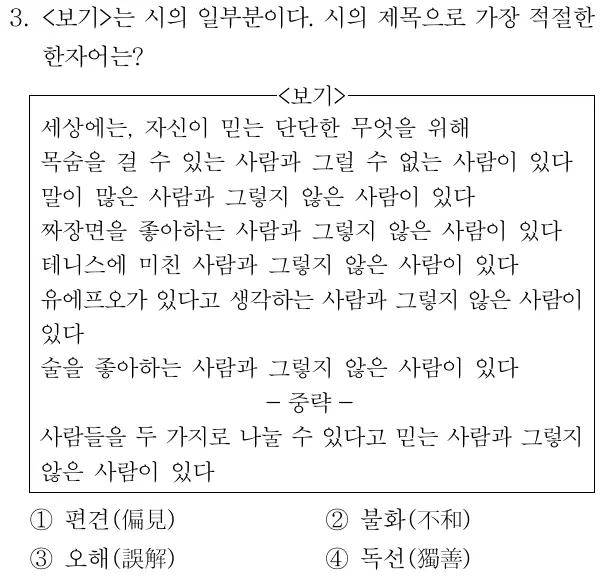 3. <보기>는 시의 일부분이다. 시의 제목으로 가장 적절한
한자어는?
<보기>
세상에는, 자신이 믿는 단단한 무엇을 위해
목숨을 걸 수 있는 사람과 그럴 수 없는 사람이 있다
말이 많은 사람과 그렇지 않은 사람이 있다
짜장면을 좋아하는 사람과 그렇지 않은 사람이 있다
테니스에 미친 사람과 그렇지 않은 사람이 있다
유에프오가 있다고 생각하는 사람과 그렇지 않은 사람이
있다
술을 좋아하는 사람과 그렇지 않은 사람이 있다
– 중략 –
사람들을 두 가지로 나눌 수 있다고 믿는 사람과 그렇지
않은 사람이 있다
① 편견(偏見) ② 불화(不和)
③ 오해(誤解) ④ 독선(獨善)